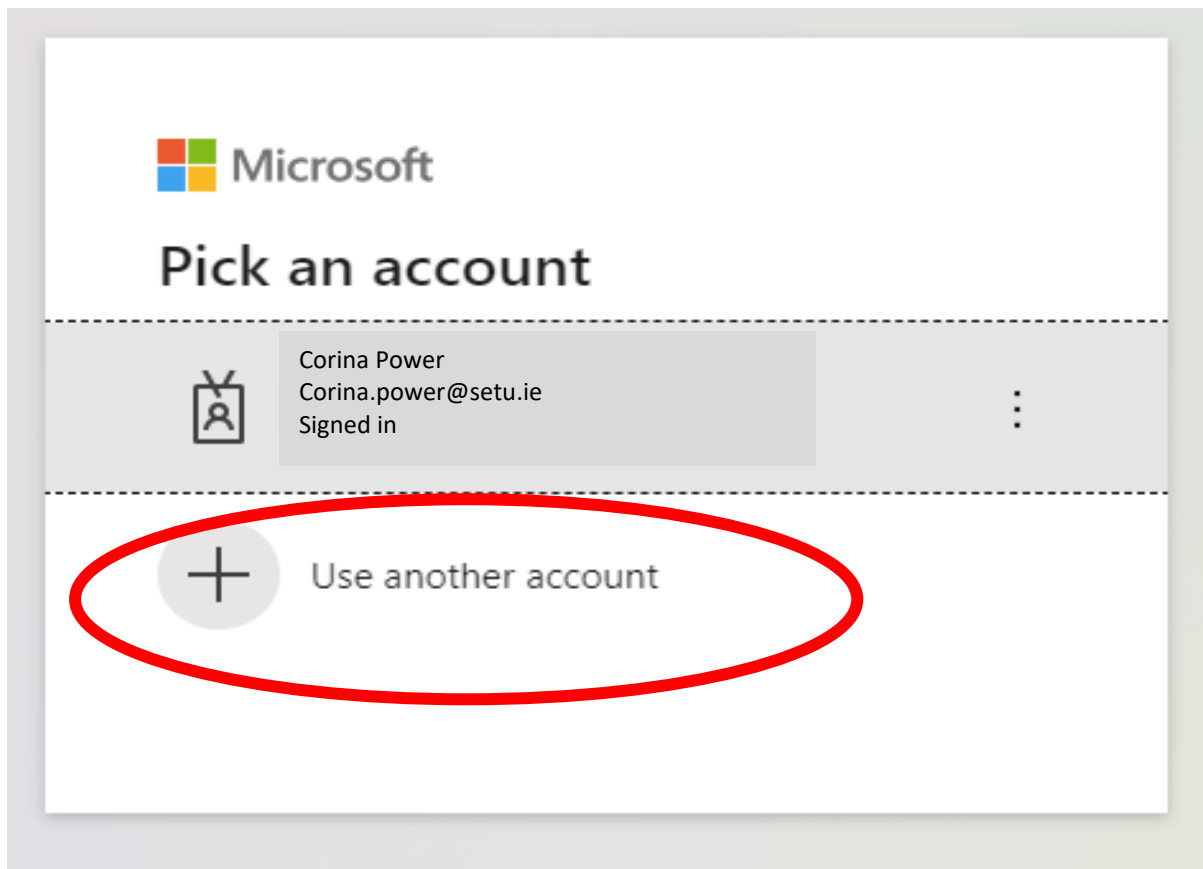 Microsoft
Pick an account
Corina Power
Corina.power@setu.ie
Signed in
Use another account